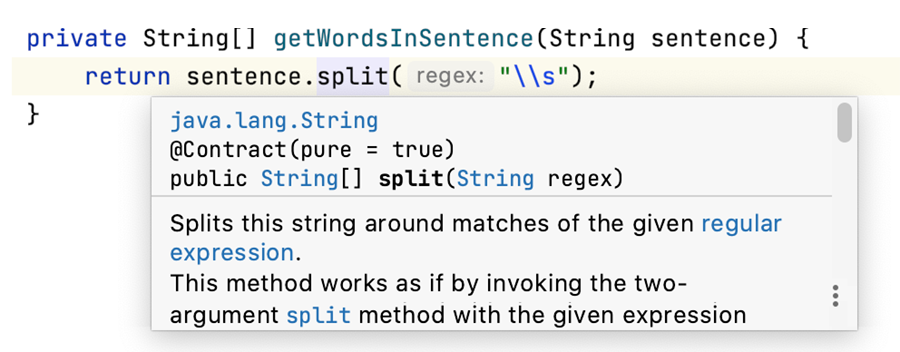 private String[] getWordsInSentence(String sentence) {
return sentence.split( regex: "\\s");
}
java.lang.String
@Contract(pure = true)
public String[] split(String regex)
Splits this string around matches of the given regular
expression.
This method works as if by invoking the two-
argument split method with the given expression